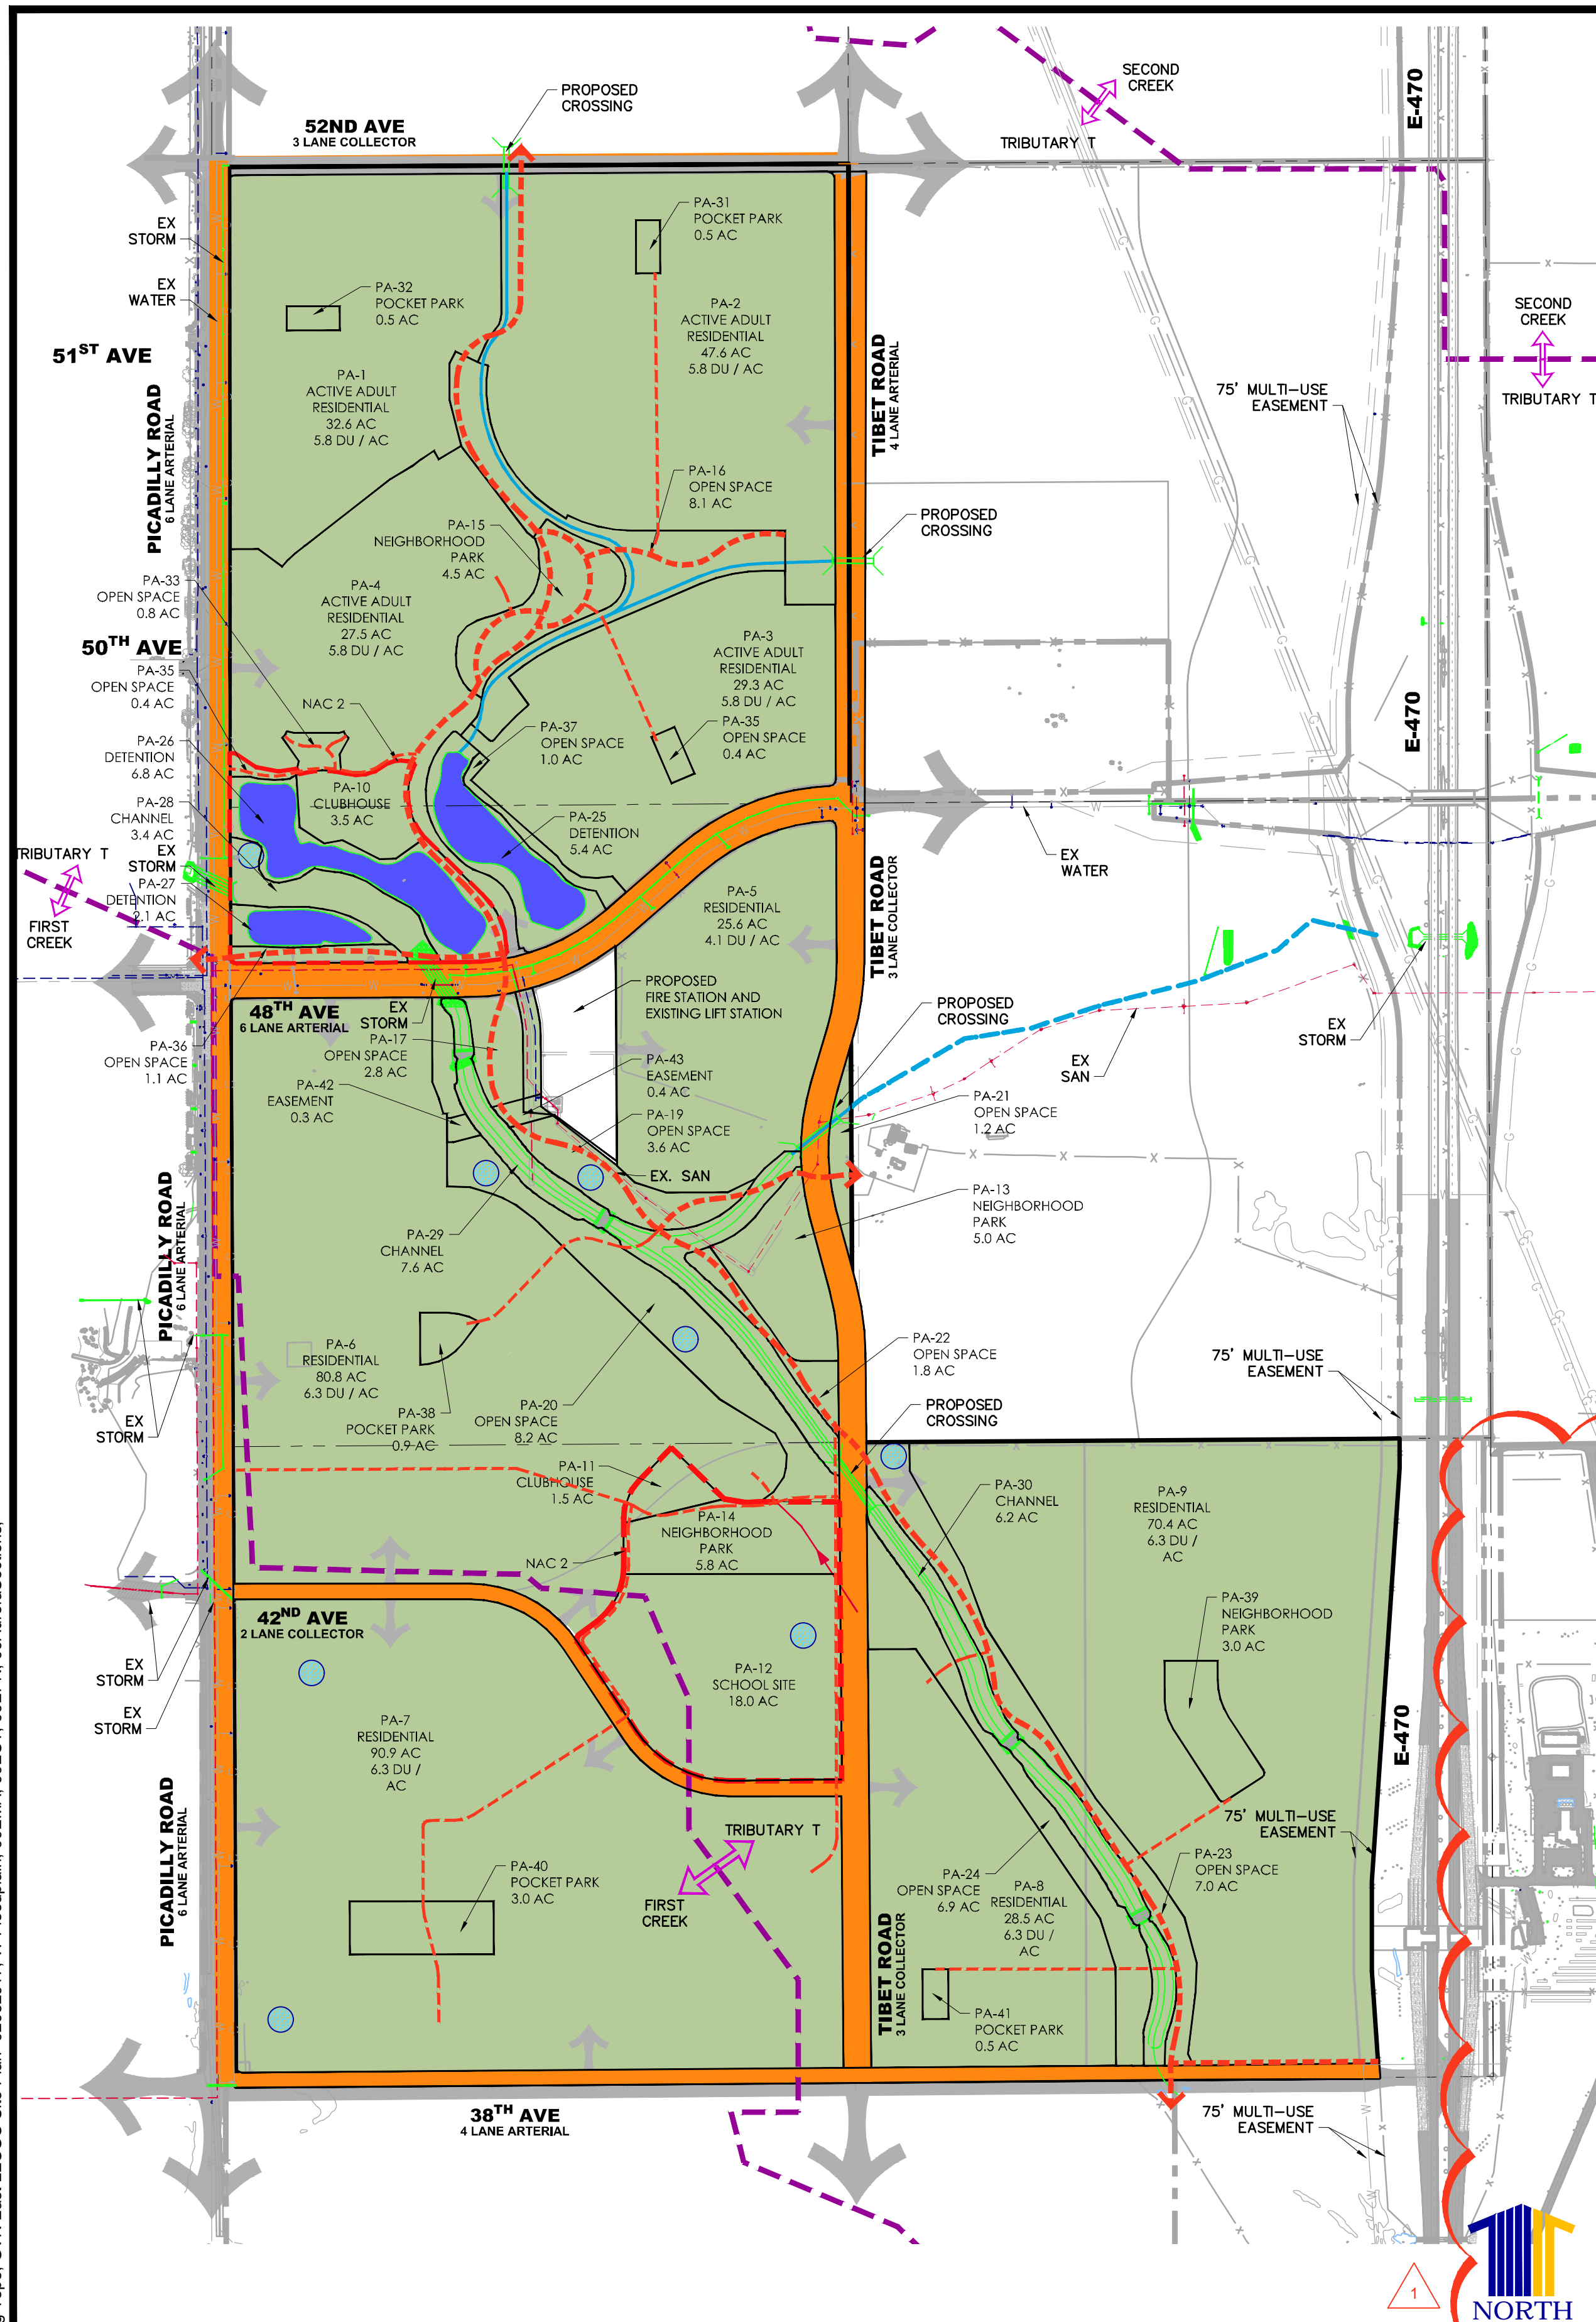 PROPOSED
CROSSING
52ND AVE
3 LANE COLLECTOR
SECOND
CREEK
TRIBUTARY T
E-470
EX
STORM
EX
WATER
51ST AVE
PICADILLY ROAD
6 LANE ARTERIAL
PA-31
POCKET PARK
0.5 AC
PA-32
POCKET PARK
0.5 AC
PA-2
ACTIVE ADULT
RESIDENTIAL
47.6 AC
5.8 DU / AC
PA-1
ACTIVE ADULT
RESIDENTIAL
32.6 AC
5.8 DU / AC
TIBET ROAD
4 LANE ARTERIAL
75' MULTI-USE
EASEMENT
SECOND
CREEK
TRIBUTARY T
PA-16
OPEN SPACE
8.1 AC
PA-15
NEIGHBORHOOD
PARK
4.5 AC
PROPOSED
CROSSING
PA-33
OPEN SPACE
0.8 AC
PA-4
ACTIVE ADULT
RESIDENTIAL
27.5 AC
5.8 DU / AC
50TH AVE
PA-35
OPEN SPACE
0.4 AC
NAC 2
PA-3
ACTIVE ADULT
RESIDENTIAL
29.3 AC
5.8 DU / AC
PA-35
OPEN SPACE
0.4 AC
PA-37
OPEN SPACE
1.0 AC
E-470
PA-26
DETENTION
6.8 AC
PA-10
CLUBHOUSE
3.5 AC
PA-28
CHANNEL
3.4 AC
PA-25
DETENTION
5.4 AC
EX
STORM
TRIBUTARY T
FIRST
CREEK
PA-27
DETENTION
2.1 AC
EX
WATER
PA-5
RESIDENTIAL
25.6 AC
4.1 DU / AC
TIBET ROAD
3 LANE COLLECTOR
PROPOSED
FIRE STATION AND
EXISTING LIFT STATION
48TH AVE
6 LANE ARTERIAL
EX
STORM
PA-17
OPEN SPACE
2.8 AC
PROPOSED
CROSSING
EX
STORM
PA-36
OPEN SPACE
1.1 AC
PA-42
EASEMENT
0.3 AC
PA-43
EASEMENT
0.4 AC
EX
SAN
PA-21
OPEN SPACE
1.2 AC
PA-19
OPEN SPACE
3.6 AC
EX. SAN
PICADILLY ROAD
6 LANE ARTERIAL
PA-13
NEIGHBORHOOD
PARK
5.0 AC
PA-29
CHANNEL
7.6 AC
PA-6
RESIDENTIAL
80.8 AC
6.3 DU / AC
PA-22
OPEN SPACE
1.8 AC
75' MULTI-USE
EASEMENT
EX
STORM
PA-38
POCKET PARK
0.9 AC
PA-20
OPEN SPACE
8.2 AC
PROPOSED
CROSSING
PA-11
CLUBHOUSE
1.5 AC
PA-30
CHANNEL
6.2 AC
PA-9
RESIDENTIAL
70.4 AC
6.3 DU /
AC
PA-14
NEIGHBORHOOD
PARK
5.8 AC
NAC 2
42ND AVE
2 LANE COLLECTOR
PA-39
NEIGHBORHOOD
PARK
3.0 AC
EX
STORM
EX
STORM
PA-12
SCHOOL SITE
18.0 AC
PA-7
RESIDENTIAL
90.9 AC
6.3 DU /
AC
E-470
PICADILLY ROAD
6 LANE ARTERIAL
75' MULTI-USE
EASEMENT
TRIBUTARY T
FIRST
CREEK
PA-40
POCKET PARK
3.0 AC
PA-24
OPEN SPACE
6.9 AC
PA-8
RESIDENTIAL
28.5 AC
6.3 DU /
AC
PA-23
OPEN SPACE
7.0 AC
TIBET ROAD
3 LANE COLLECTOR
PA-41
POCKET PARK
0.5 AC
38TH AVE
4 LANE ARTERIAL
75' MULTI-USE
EASEMENT
1
NORTH